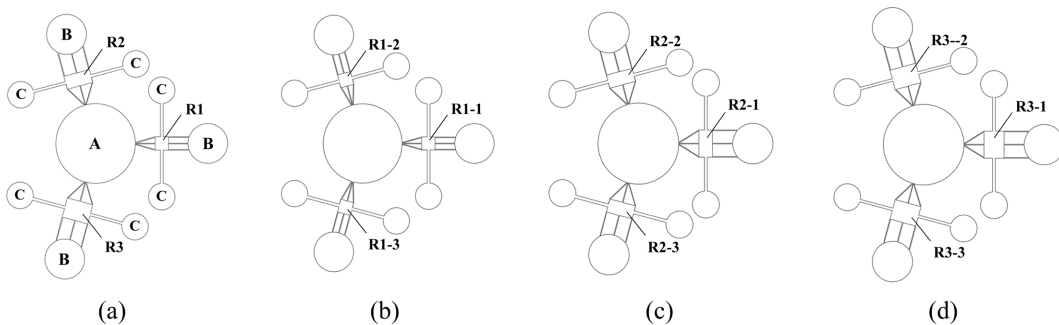 B
R2
C
C
C
R1
A
B
C
C
C
R3
B
(a)
R1-2
R1-1
R1-3
(b)
R2-2
R2-1
R2-3
(c)
R3--2
R3-1
R3-3
(d)